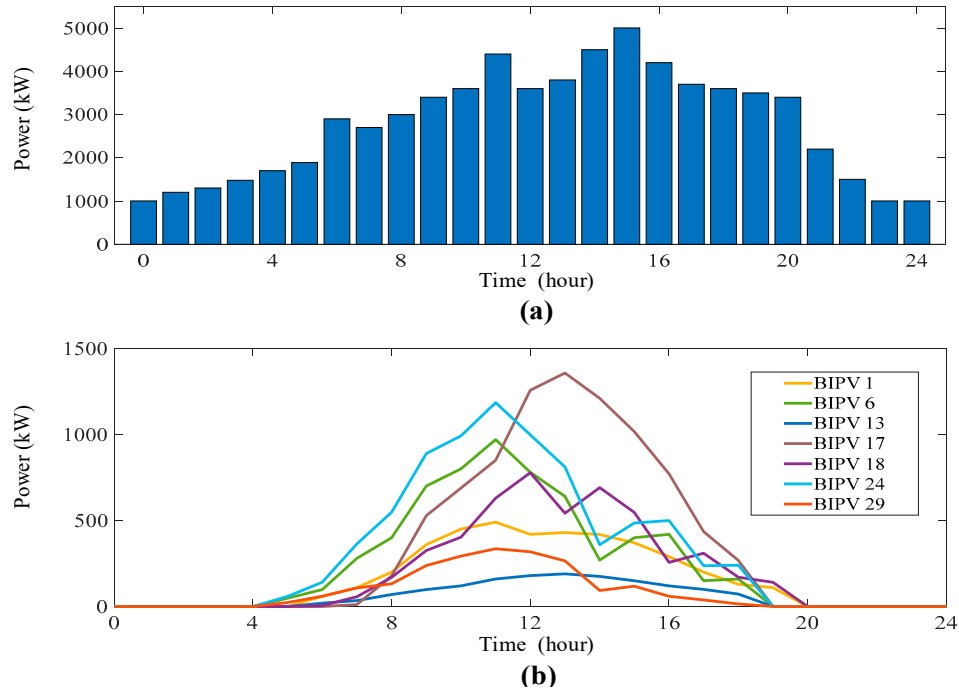 5000
4000
3000
2000
1000
0
Power (kW)
0 4 8 12 16 20 24
Time (hour)
(a)
1500
1000
500
0
Power (kW)
BIPV 1
BIPV 6
BIPV 13
BIPV 17
BIPV 18
BIPV 24
BIPV 29
0 4 8 12 16 20 24
Time (hour)
(b)